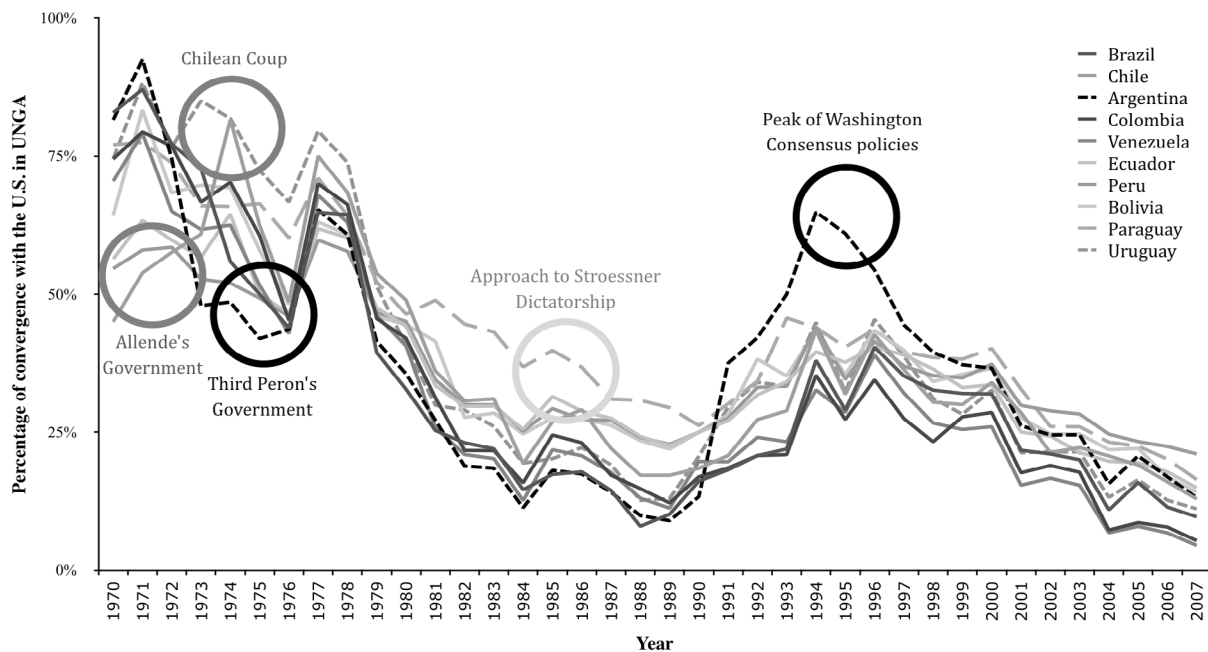 100%
75%
50%
25%
0%
Percentage of convergence with the U.S. in UNGA
Chilean Coup
Allende's
Government
Third Peron's
Government
Approach to Stroessner
Dictatorship
Peak of Washington
Consensus policies
Brazil
Chile
Argentina
Colombia
Venezuela
Ecuador
Peru
Bolivia
Paraguay
Uruguay
1970
1971
1972
1973
1974
1975
1976
1977
1978
1979
1980
1981
1982
1983
1984
1985
1986
1987
1988
1989
1990
1991
1992
1993
1994
1995
1996
1997
1998
1999
2000
2001
2002
2003
2004
2005
2006
2007
Year